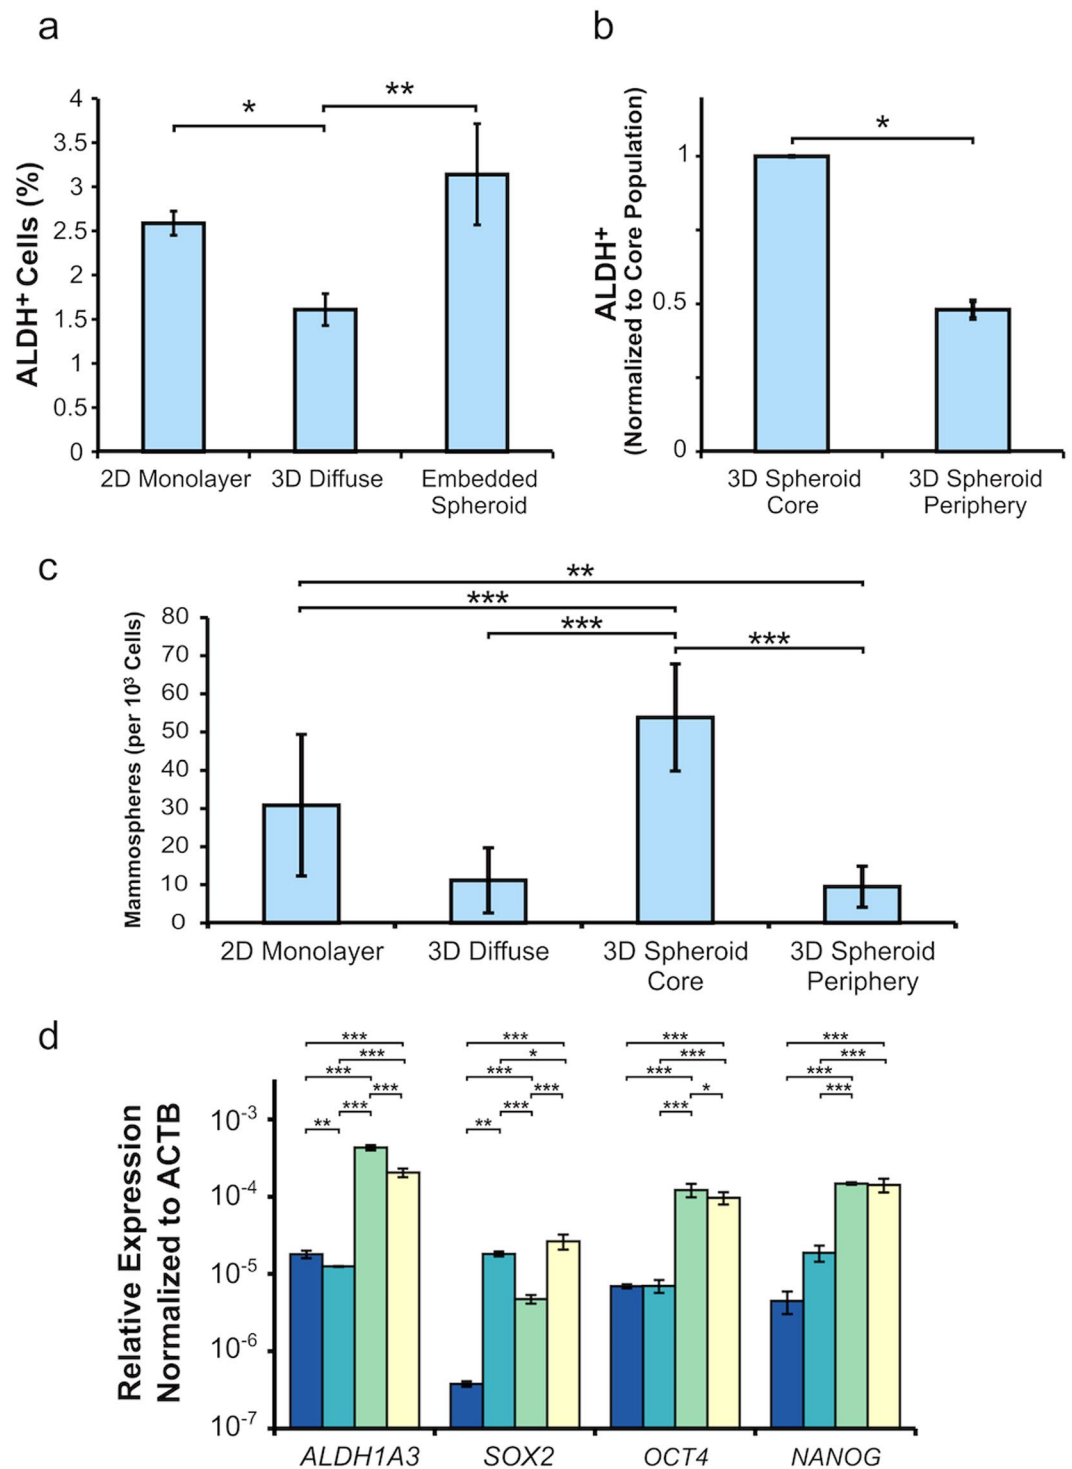 a
*
**
4
3.5
3
2.5
2
1.5
1
0.5
0
ALDH+ Cells (%)
2D Monolayer
3D Diffuse
Embedded
Spheroid
b
*
1
0.5
0
ALDH+
(Normalized to Core Population)
3D Spheroid
Core
3D Spheroid
Periphery
c
**
***
***
***
80
70
60
50
40
30
20
10
0
Mammospheres (per 10³ Cells)
2D Monolayer
3D Diffuse
3D Spheroid
Core
3D Spheroid
Periphery
d
*** *** *** ***
*** * *** ***
*** *** *** ***
*** *** * ***
*** *** ***
** **
10⁻³
10⁻⁴
10⁻⁵
10⁻⁶
10⁻⁷
Relative Expression
Normalized to ACTB
ALDH1A3
SOX2
OCT4
NANOG